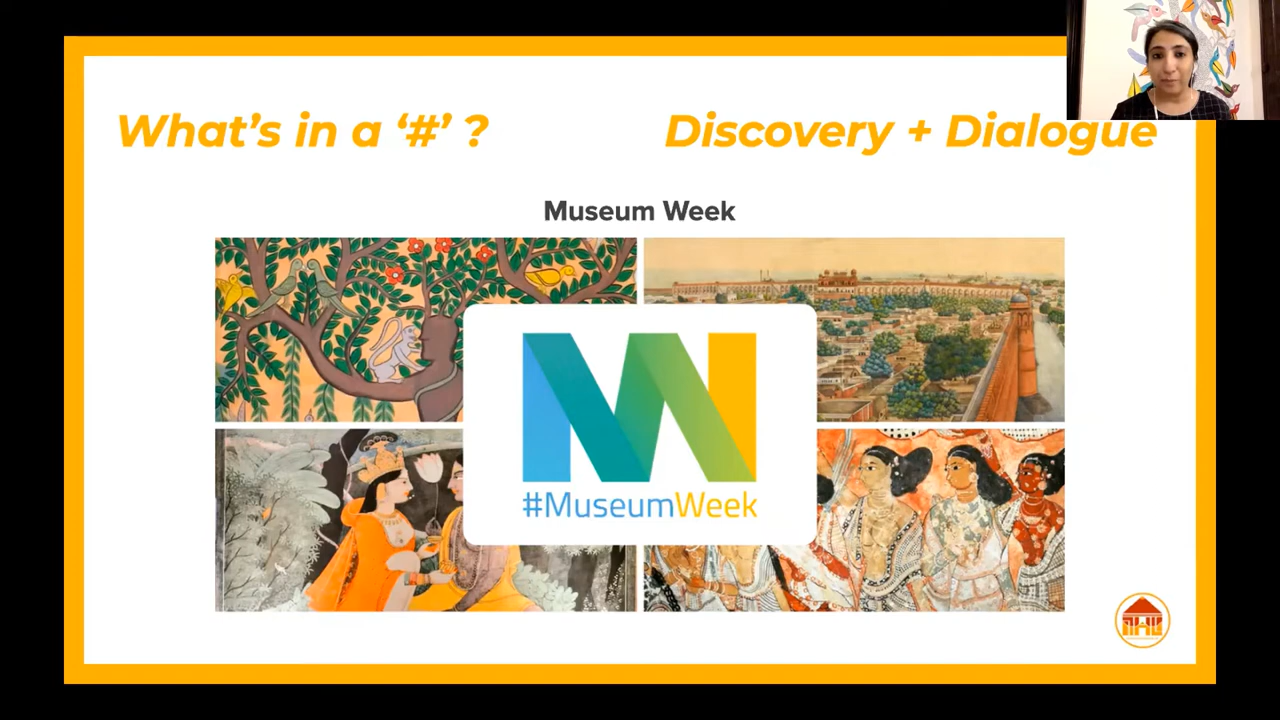 What's in a ‘#’ ?
Discovery + Dialogue
Museum Week
#MuseumWeek